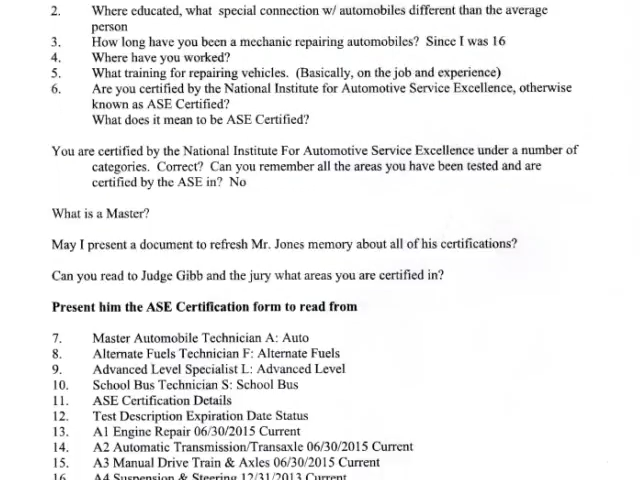 2. Where educated, what special connection w/ automobiles different than the average
person
3. How long have you been a mechanic repairing automobiles? Since I was 16
4. Where have you worked?
5. What training for repairing vehicles. (Basically, on the job and experience)
6. Are you certified by the National Institute for Automotive Service Excellence, otherwise
known as ASE Certified?
What does it mean to be ASE Certified?
You are certified by the National Institute For Automotive Service Excellence under a number of
categories. Correct? Can you remember all the areas you have been tested and are
certified by the ASE in? No
What is a Master?
May I present a document to refresh Mr. Jones memory about all of his certifications?
Can you read to Judge Gibb and the jury what areas you are certified in?
Present him the ASE Certification form to read from
7. Master Automobile Technician A: Auto
8. Alternate Fuels Technician F: Alternate Fuels
9. Advanced Level Specialist L: Advanced Level
10. School Bus Technician S: School Bus
11. ASE Certification Details
12. Test Description Expiration Date Status
13. A1 Engine Repair 06/30/2015 Current
14. A2 Automatic Transmission/Transaxle 06/30/2015 Current
15. A3 Manual Drive Train & Axles 06/30/2015 Current
16. A4 Suspension & Steering 12/31/2013 Current